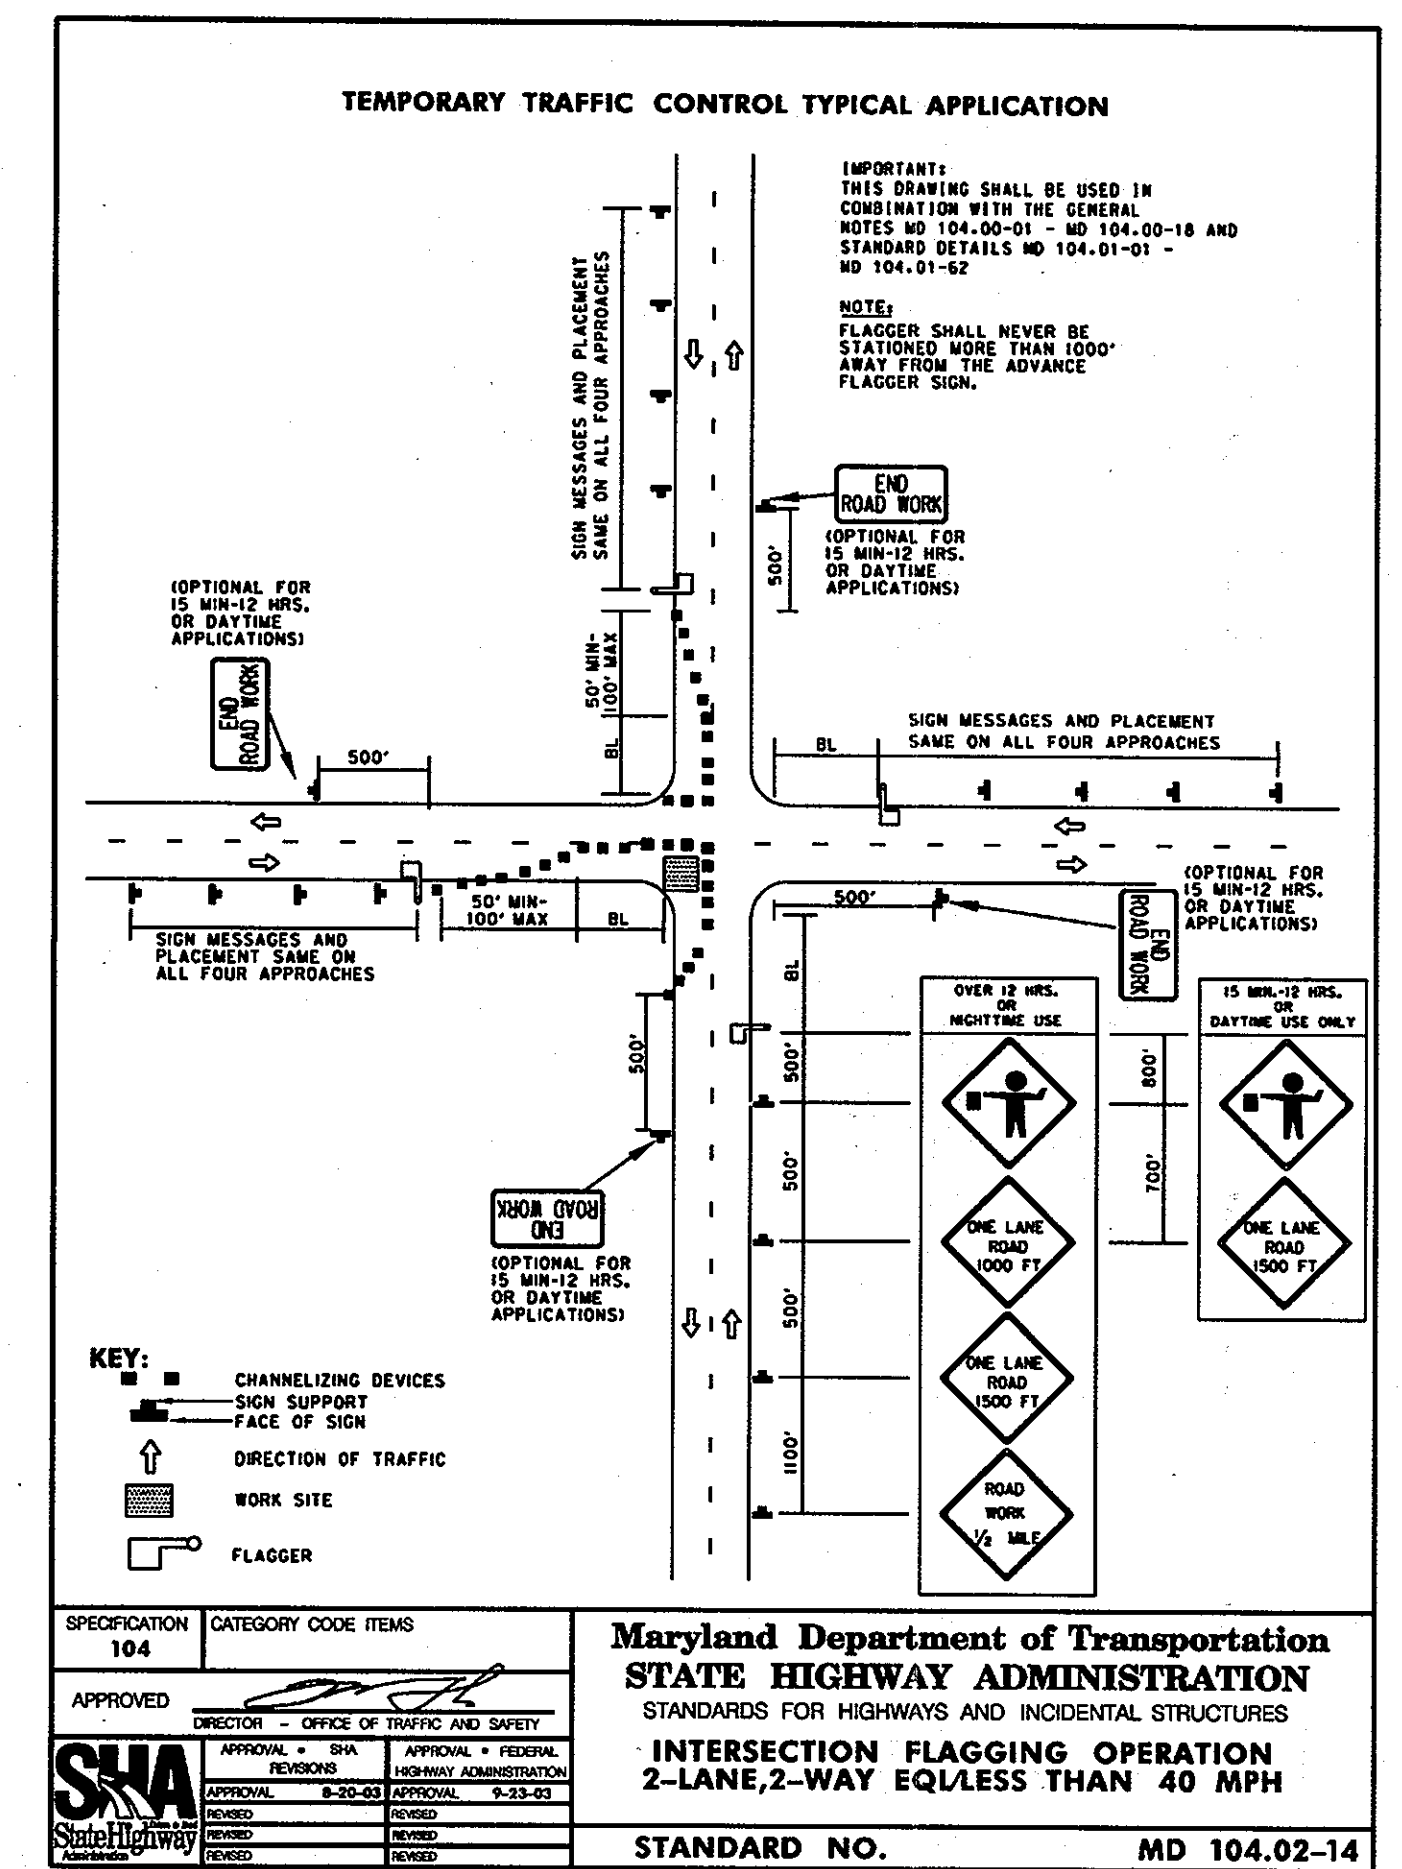 TEMPORARY TRAFFIC CONTROL TYPICAL APPLICATION
IMPORTANT:
THIS DRAWING SHALL BE USED IN
COMBINATION WITH THE GENERAL
NOTES MD 104.00-01 - MD 104.00-18 AND
STANDARD DETAILS MD 104.01-01 -
MD 104.01-62
NOTE:
FLAGGER SHALL NEVER BE
STATIONED MORE THAN 1000'
AWAY FROM THE ADVANCE
FLAGGER SIGN.
SIGN MESSAGES AND PLACEMENT
SAME ON ALL FOUR APPROACHES
END
ROAD WORK
(OPTIONAL FOR
15 MIN-12 HRS.
OR DAYTIME
APPLICATIONS)
500'
(OPTIONAL FOR
15 MIN-12 HRS.
OR DAYTIME
APPLICATIONS)
END
ROAD WORK
500'
50' MIN-
100' MAX
BL
BL
SIGN MESSAGES AND PLACEMENT
SAME ON ALL FOUR APPROACHES
50' MIN-
100' MAX
BL
SIGN MESSAGES AND
PLACEMENT SAME ON
ALL FOUR APPROACHES
500'
END
ROAD WORK
(OPTIONAL FOR
15 MIN-12 HRS.
OR DAYTIME
APPLICATIONS)
BL
500'
500'
500'
1100'
500'
END
ROAD WORK
(OPTIONAL FOR
15 MIN-12 HRS.
OR DAYTIME
APPLICATIONS)
OVER 12 HRS.
OR
NIGHTTIME USE
ONE LANE
ROAD
1000 FT
ONE LANE
ROAD
1500 FT
ROAD
WORK
1/2 MILE
800'
700'
15 MIN.-12 HRS.
OR
DAYTIME USE ONLY
ONE LANE
ROAD
1500 FT
KEY:
CHANNELIZING DEVICES
SIGN SUPPORT
FACE OF SIGN
DIRECTION OF TRAFFIC
WORK SITE
FLAGGER
SPECIFICATION
104
CATEGORY CODE ITEMS
APPROVED
DIRECTOR - OFFICE OF TRAFFIC AND SAFETY
SHA
State Highway
Administration
APPROVAL • SHA
REVISIONS
APPROVAL • FEDERAL
HIGHWAY ADMINISTRATION
APPROVAL 8-20-03
APPROVAL 9-23-03
REVISED
REVISED
REVISED
REVISED
REVISED
REVISED
Maryland Department of Transportation
STATE HIGHWAY ADMINISTRATION
STANDARDS FOR HIGHWAYS AND INCIDENTAL STRUCTURES
INTERSECTION FLAGGING OPERATION
2-LANE,2-WAY EQL/LESS THAN 40 MPH
STANDARD NO. MD 104.02-14